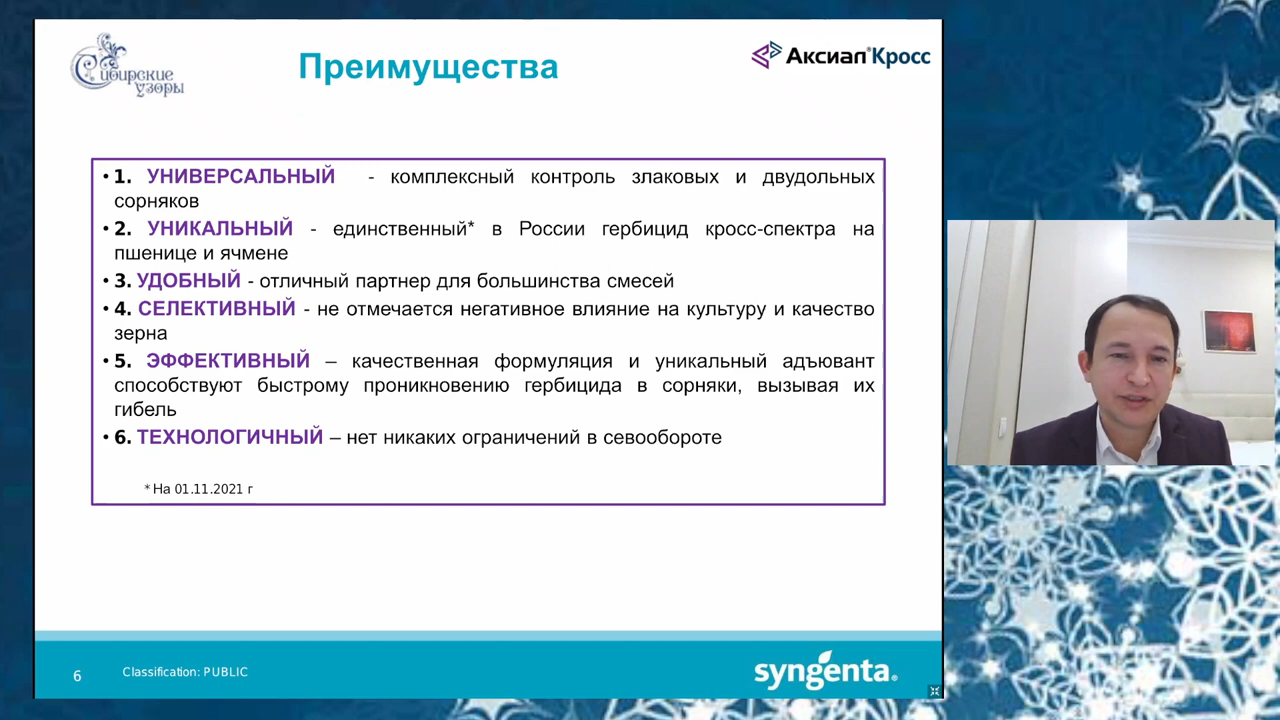 Сибирские
узоры
Преимущества
Аксиал® Кросс
• 1. УНИВЕРСАЛЬНЫЙ - комплексный контроль злаковых и двудольных
сорняков
• 2. УНИКАЛЬНЫЙ - единственный* в России гербицид кросс-спектра на
пшенице и ячмене
• 3. УДОБНЫЙ - отличный партнер для большинства смесей
• 4. СЕЛЕКТИВНЫЙ - не отмечается негативное влияние на культуру и качество
зерна
• 5. ЭФФЕКТИВНЫЙ – качественная формуляция и уникальный адъювант
способствуют быстрому проникновению гербицида в сорняки, вызывая их
гибель
• 6. ТЕХНОЛОГИЧНЫЙ – нет никаких ограничений в севообороте
* На 01.11.2021 г
6
Classification: PUBLIC
syngenta®